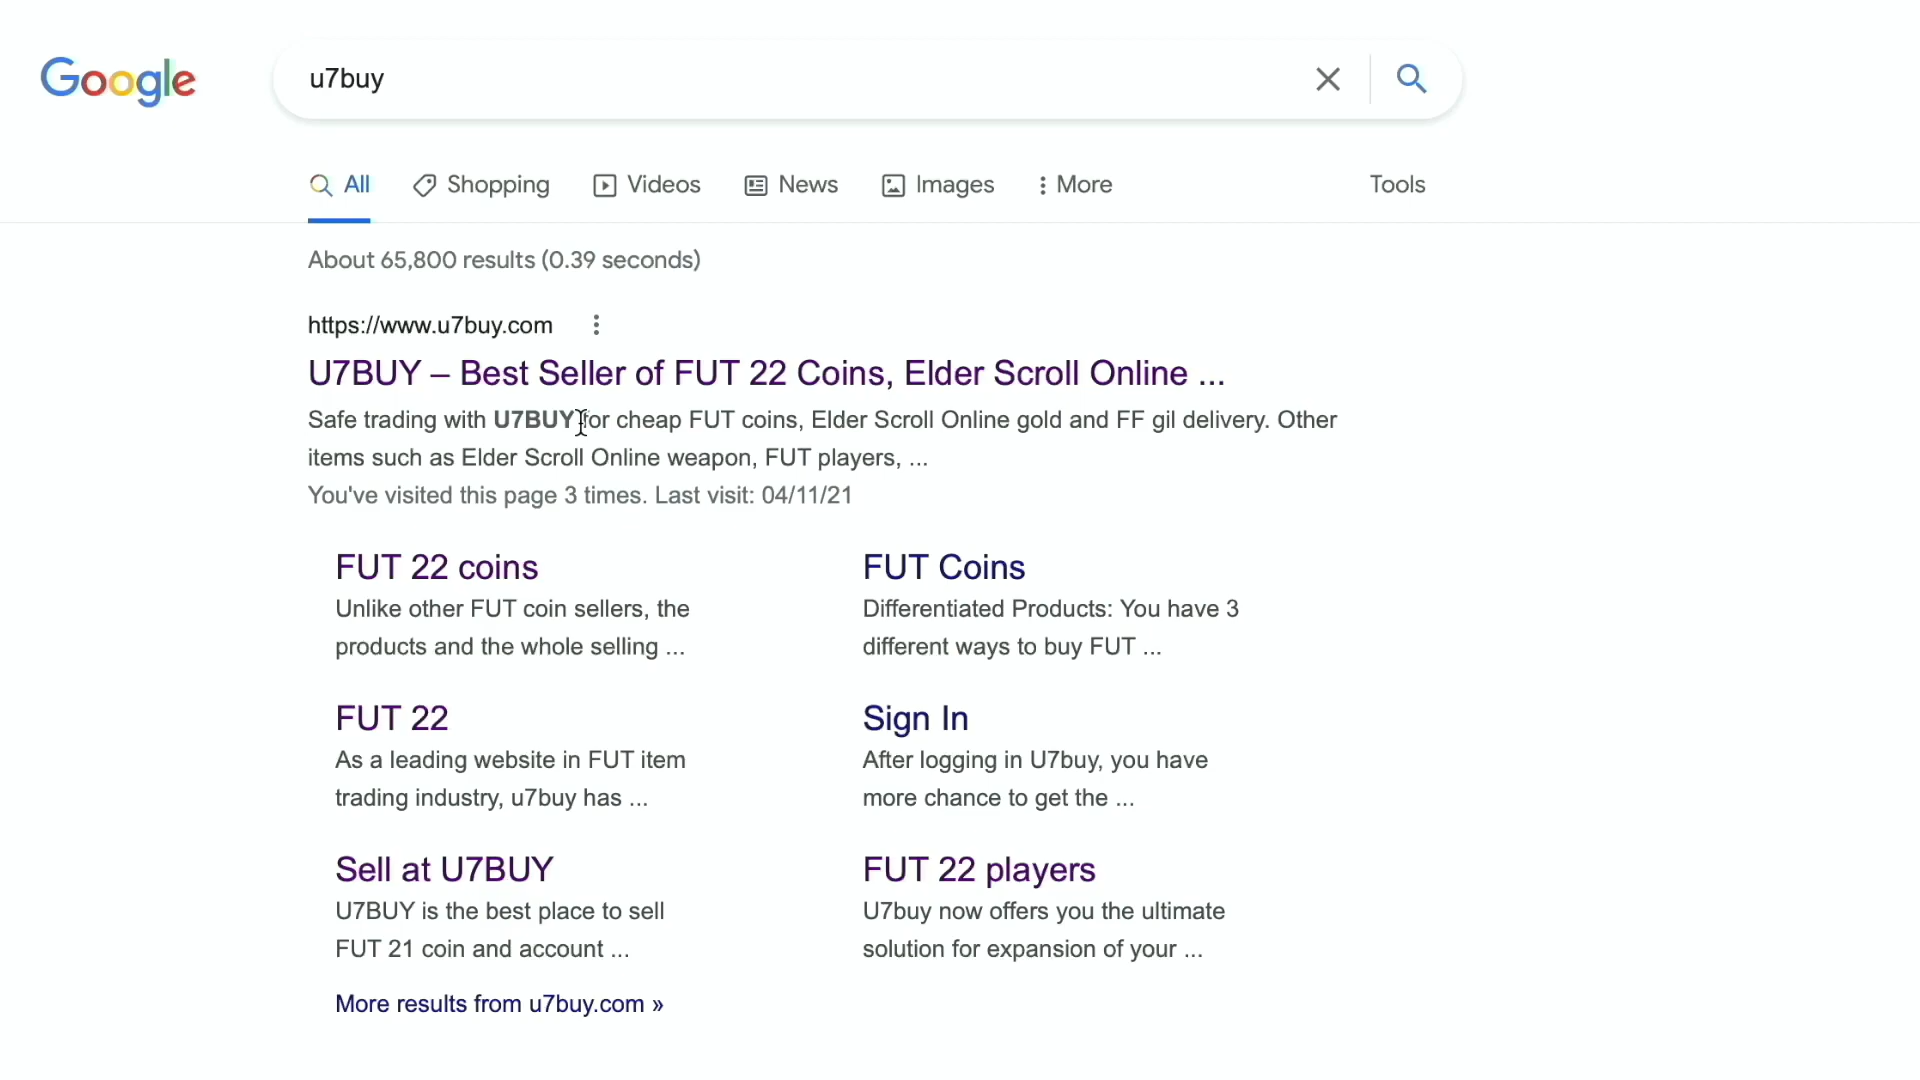 Google
u7buy
All
Shopping
Videos
News
Images
More
Tools
About 65,800 results (0.39 seconds)
https://www.u7buy.com
U7BUY – Best Seller of FUT 22 Coins, Elder Scroll Online ...
Safe trading with U7BUY for cheap FUT coins, Elder Scroll Online gold and FF gil delivery. Other
items such as Elder Scroll Online weapon, FUT players, ...
You've visited this page 3 times. Last visit: 04/11/21
FUT 22 coins
Unlike other FUT coin sellers, the
products and the whole selling ...
FUT Coins
Differentiated Products: You have 3
different ways to buy FUT ...
FUT 22
As a leading website in FUT item
trading industry, u7buy has ...
Sign In
After logging in U7buy, you have
more chance to get the ...
Sell at U7BUY
U7BUY is the best place to sell
FUT 21 coin and account ...
FUT 22 players
U7buy now offers you the ultimate
solution for expansion of your ...
More results from u7buy.com »